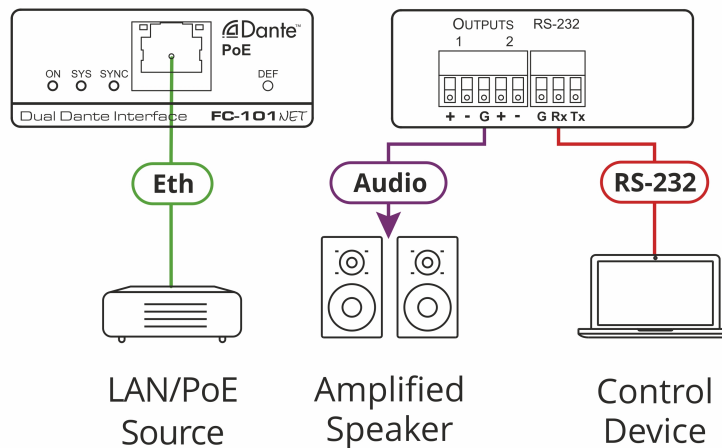 Dante™
PoE
ON SYS SYNC
DEF
Dual Dante Interface FC-101NET
OUTPUTS RS-232
1 2
+ - G + - G Rx Tx
Eth
Audio
RS-232
LAN/PoE
Source
Amplified
Speaker
Control
Device